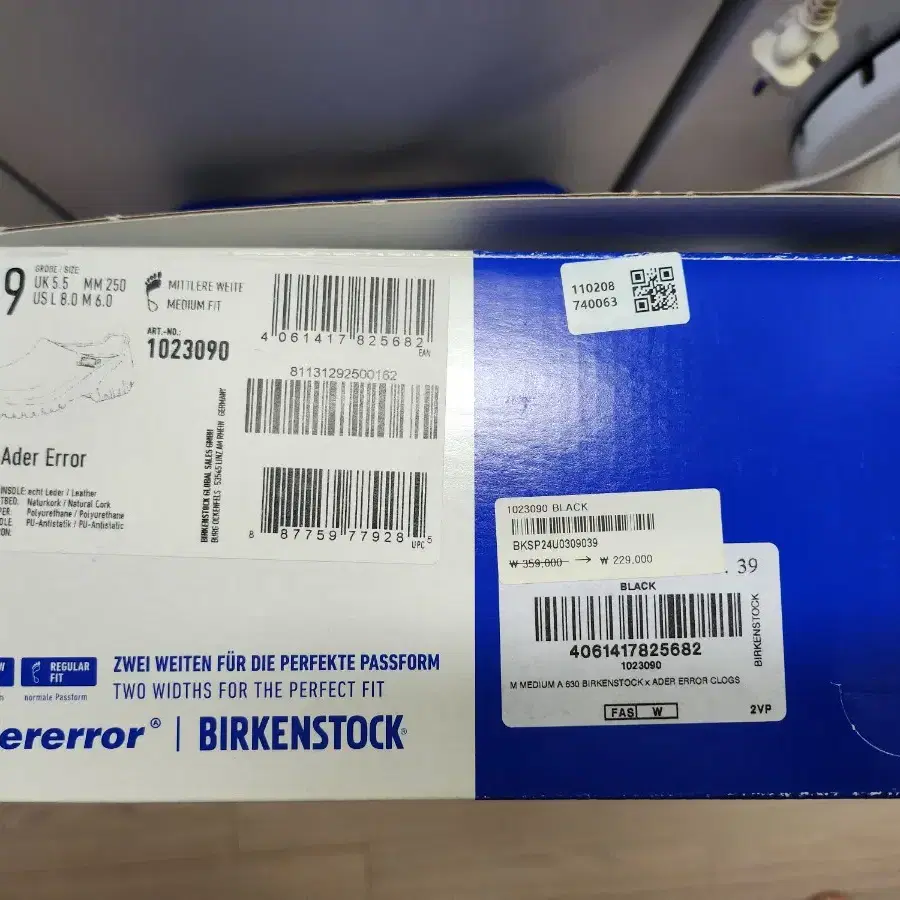 9
GRÖßE / SIZE
UK 5.5 MM 250
US L 8.0 M 6.0
MITTLERE WEITE
MEDIUM FIT
ART.-NO.:
1023090
4 061417 825682
EAN
81131292500162
BIRKENSTOCK GLOBAL SALES GMBH
BURG OCKENFELS 53545 LINZ AM RHEIN GERMANY
Ader Error
INSOLE: echt Leder / Leather
TBED: Naturkork / Natural Cork
PER: Polyurethane / Polyurethane
OLE: PU-Antistatik / PU-Antistatic
ON:
8 87759 77928 5
UPC
W
REGULAR
FIT
normale Passform
ZWEI WEITEN FÜR DIE PERFEKTE PASSFORM
TWO WIDTHS FOR THE PERFECT FIT
ererror | BIRKENSTOCK®
110208
740063
1023090 BLACK
BKSP24U0309039
₩ 359,000 → ₩ 229,000
. 39
BLACK
4061417825682
1023090
BIRKENSTOCK
M MEDIUM A 630 BIRKENSTOCK x ADER ERROR CLOGS
FAS W
2VP